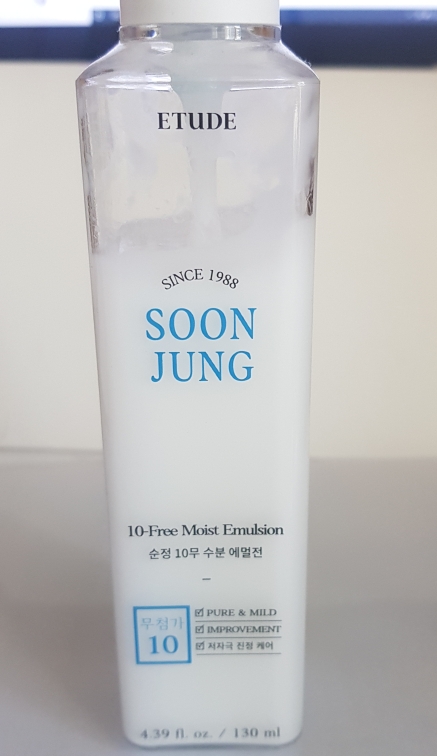 ETUDE
SINCE 1988
SOON
JUNG
10-Free Moist Emulsion
순정 10무 수분 에멀전
무첨가
10
PURE & MILD
IMPROVEMENT
저자극 진정 케어
4.39 fl. oz. / 130 ml